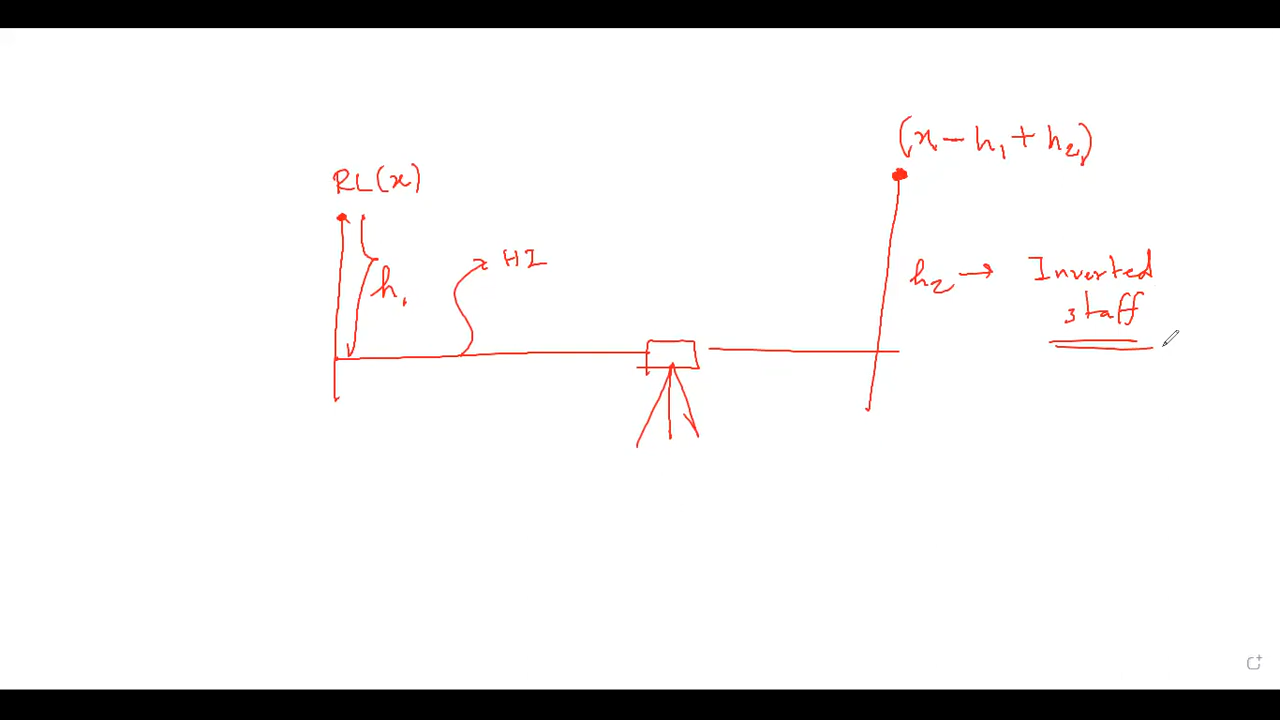 (x - h₁ + h₂)
RL(x)
HI
h₁
h₂ → Inverted
staff